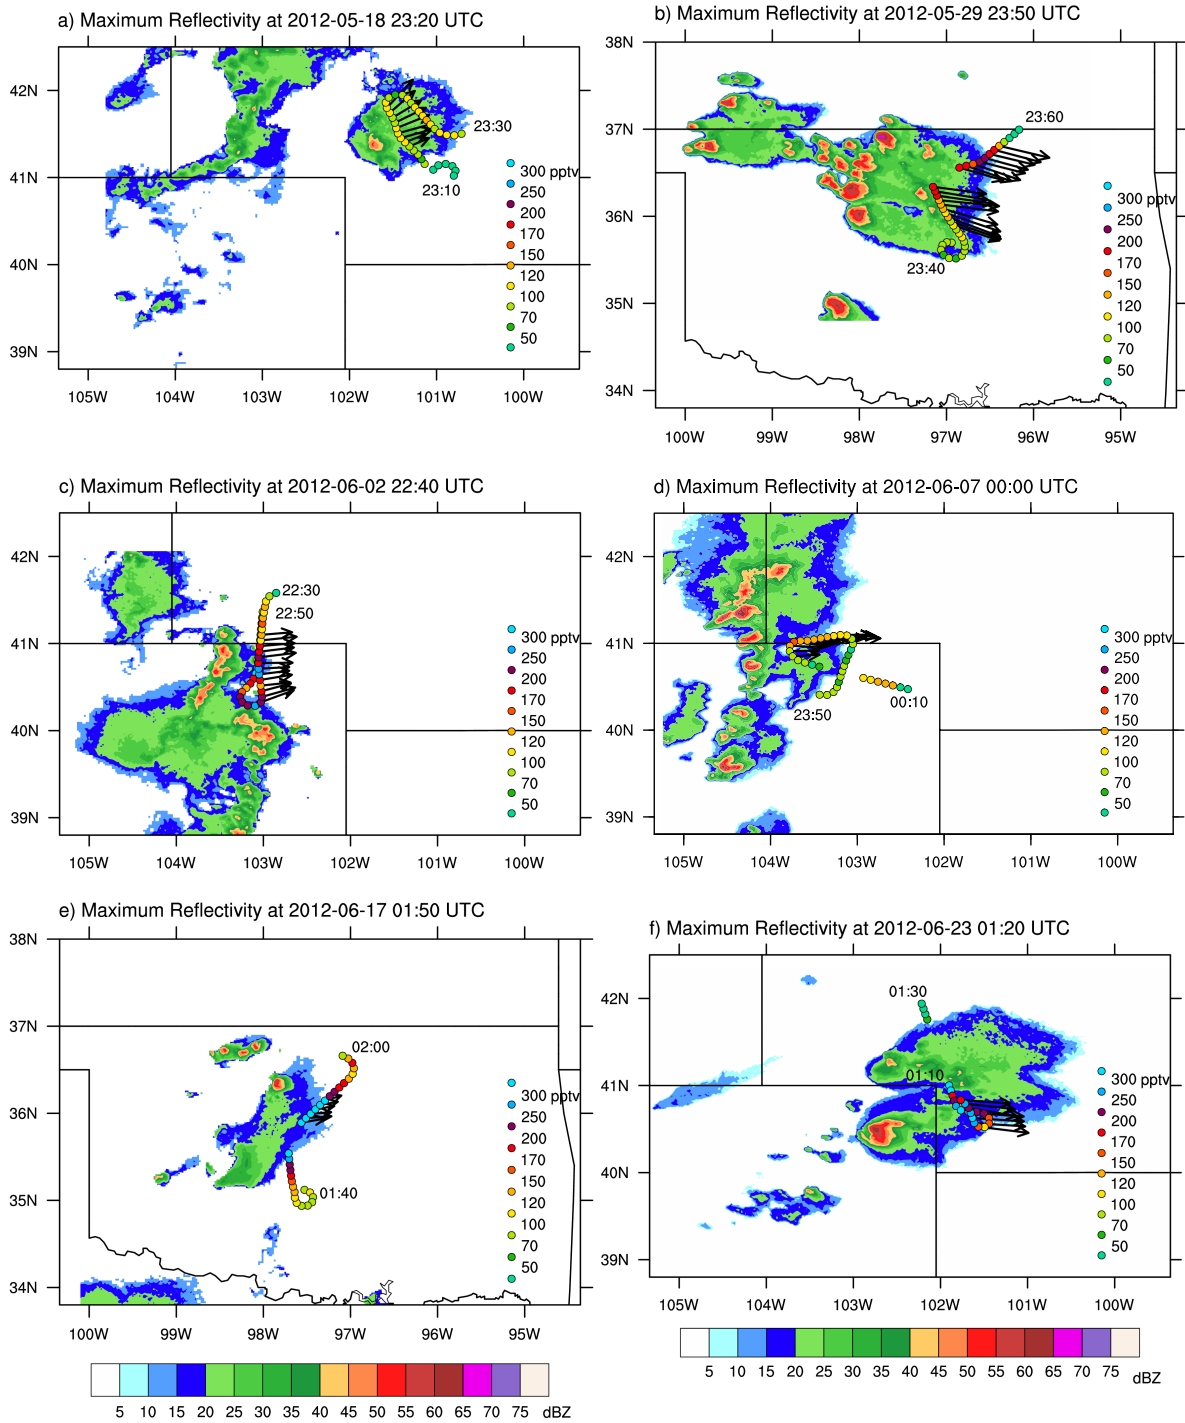 a) Maximum Reflectivity at 2012-05-18 23:20 UTC
42N
41N
40N
39N
105W 104W 103W 102W 101W 100W
23:30
23:10
300 pptv
250
200
170
150
120
100
70
50
b) Maximum Reflectivity at 2012-05-29 23:50 UTC
38N
37N
36N
35N
34N
100W 99W 98W 97W 96W 95W
23:60
23:40
300 pptv
250
200
170
150
120
100
70
50
c) Maximum Reflectivity at 2012-06-02 22:40 UTC
42N
41N
40N
39N
105W 104W 103W 102W 101W 100W
22:30
22:50
300 pptv
250
200
170
150
120
100
70
50
d) Maximum Reflectivity at 2012-06-07 00:00 UTC
42N
41N
40N
39N
105W 104W 103W 102W 101W 100W
23:50
00:10
300 pptv
250
200
170
150
120
100
70
50
e) Maximum Reflectivity at 2012-06-17 01:50 UTC
38N
37N
36N
35N
34N
100W 99W 98W 97W 96W 95W
02:00
01:40
300 pptv
250
200
170
150
120
100
70
50
f) Maximum Reflectivity at 2012-06-23 01:20 UTC
42N
41N
40N
39N
105W 104W 103W 102W 101W 100W
01:30
01:10
300 pptv
250
200
170
150
120
100
70
50
5 10 15 20 25 30 35 40 45 50 55 60 65 70 75 dBZ
5 10 15 20 25 30 35 40 45 50 55 60 65 70 75 dBZ